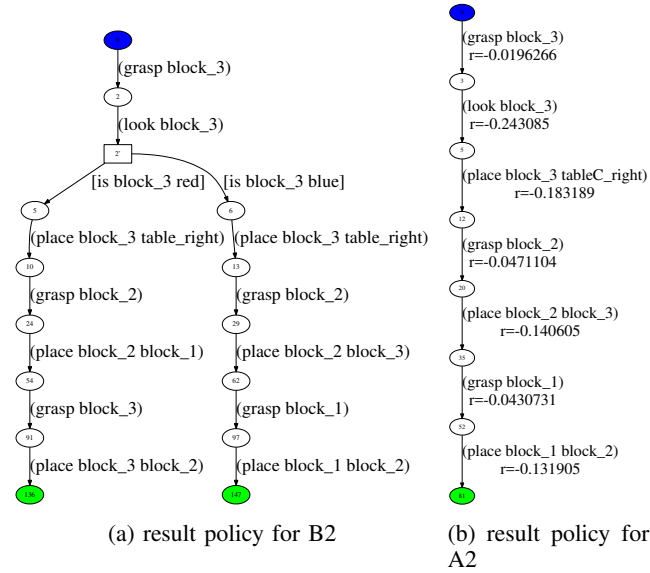 (grasp block_3)
2
(look block_3)
2'
[is block_3 red]
[is block_3 blue]
5
6
(place block_3 table_right)
(place block_3 table_right)
10
13
(grasp block_2)
(grasp block_2)
24
29
(place block_2 block_1)
(place block_2 block_3)
54
62
(grasp block_3)
(grasp block_1)
91
97
(place block_3 block_2)
(place block_1 block_2)
136
147
(a) result policy for B2
(grasp block_3)
r=-0.0196266
3
(look block_3)
r=-0.243085
5
(place block_3 tableC_right)
r=-0.183189
12
(grasp block_2)
r=-0.0471104
20
(place block_2 block_3)
r=-0.140605
35
(grasp block_1)
r=-0.0430731
52
(place block_1 block_2)
r=-0.131905
(b) result policy for
A2